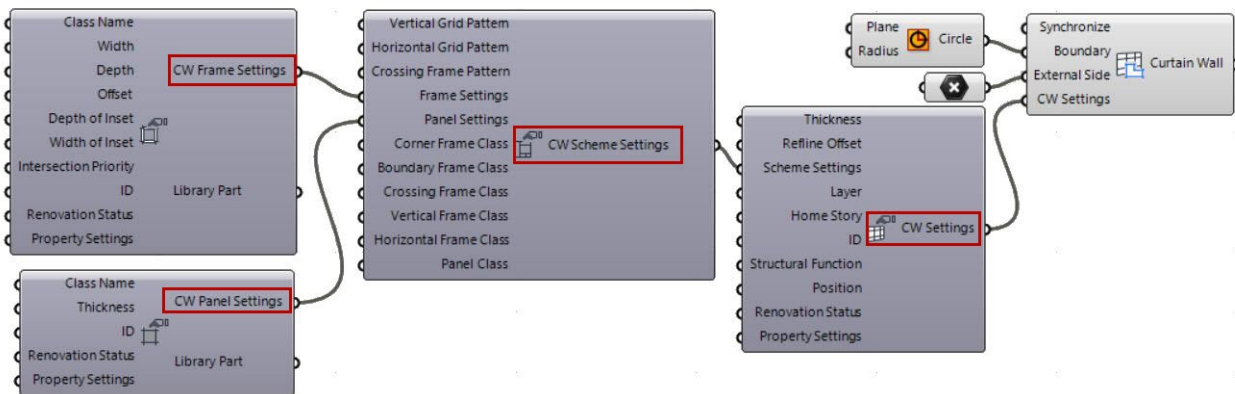 Class Name
Width
Depth
Offset
Depth of Inset
Width of Inset
Intersection Priority
ID
Renovation Status
Property Settings
CW Frame Settings
Library Part
Class Name
Thickness
ID
Renovation Status
Property Settings
CW Panel Settings
Library Part
Vertical Grid Pattern
Horizontal Grid Pattern
Crossing Frame Pattern
Frame Settings
Panel Settings
Corner Frame Class
Boundary Frame Class
Crossing Frame Class
Vertical Frame Class
Horizontal Frame Class
Panel Class
CW Scheme Settings
Thickness
Refline Offset
Scheme Settings
Layer
Home Story
ID
Structural Function
Position
Renovation Status
Property Settings
CW Settings
Plane
Radius
Circle
Synchronize
Boundary
External Side
CW Settings
Curtain Wall